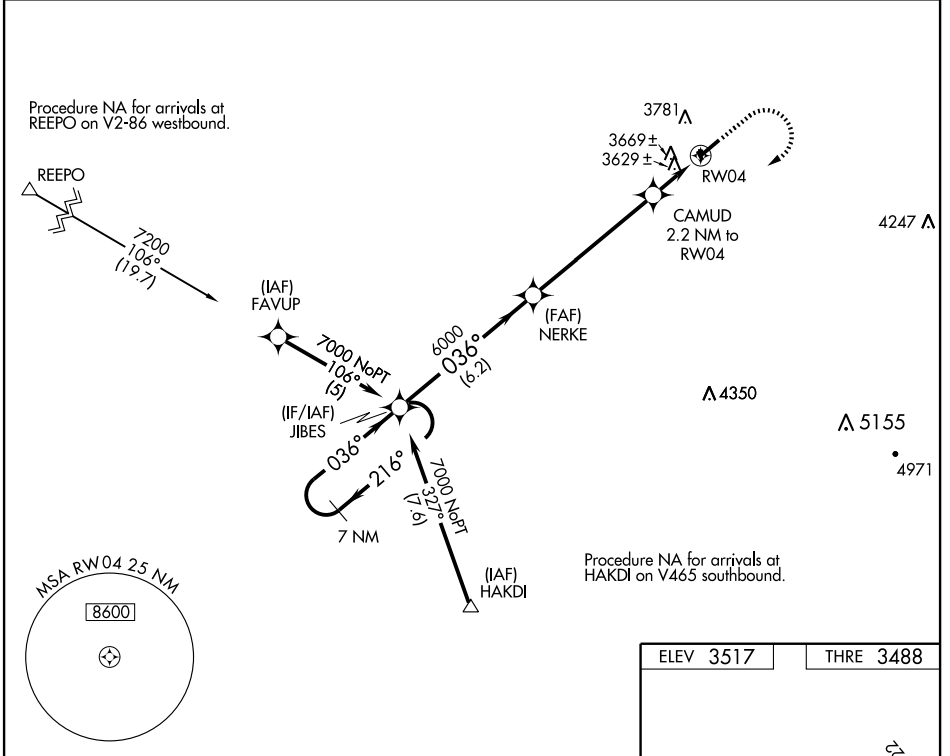 Procedure NA for arrivals at
REEPO on V2-86 westbound.
REEPO
7200
106°
(19.7)
(IAF)
FAVUP
7000 NoPT
106°
(5)
(IF/IAF)
JIBES
036°
216°
7 NM
6000
036°
(6.2)
(FAF)
NERKE
3781
3669±
3629±
RW04
CAMUD
2.2 NM to
RW04
4247
4350
5155
4971
7000 NoPT
327°
(7.6)
(IAF)
HAKDI
Procedure NA for arrivals at
HAKDI on V465 southbound.
MSA RW04 25 NM
8600
ELEV 3517
THRE 3488
22